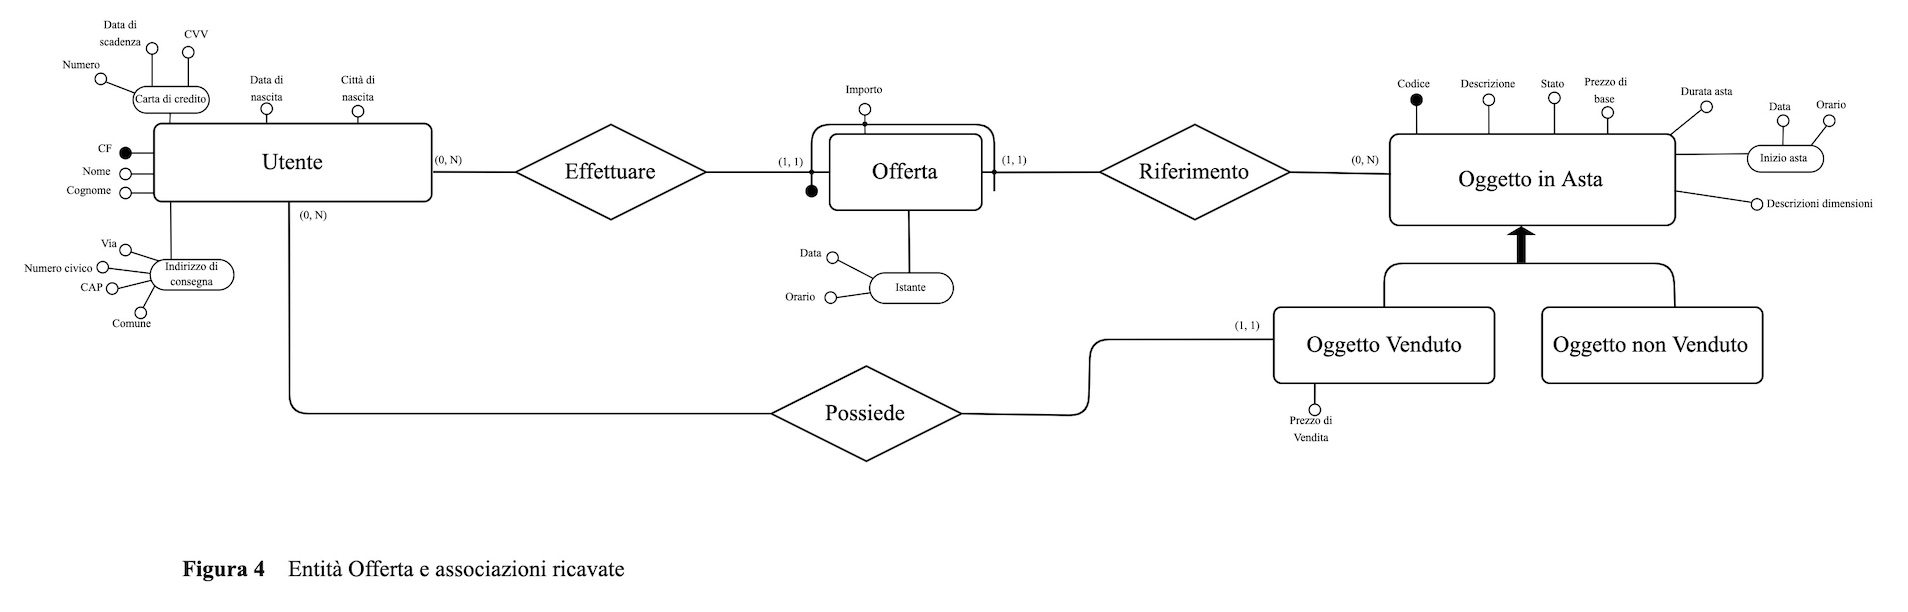 Data di
scadenza
CVV
Numero
Carta di credito
Data di
nascita
Città di
nascita
CF
Nome
Cognome
Utente
(0, N)
(0, N)
Via
Numero civico
CAP
Comune
Indirizzo di
consegna
Effettuare
(1, 1)
Importo
Offerta
(1, 1)
Data
Orario
Istante
Riferimento
(0, N)
Codice
Descrizione
Stato
Prezzo di
base
Durata asta
Data
Orario
Inizio asta
Descrizioni dimensioni
Oggetto in Asta
(1, 1)
Oggetto Venduto
Oggetto non Venduto
Prezzo di
Vendita
Possiede
Figura 4 Entità Offerta e associazioni ricavate